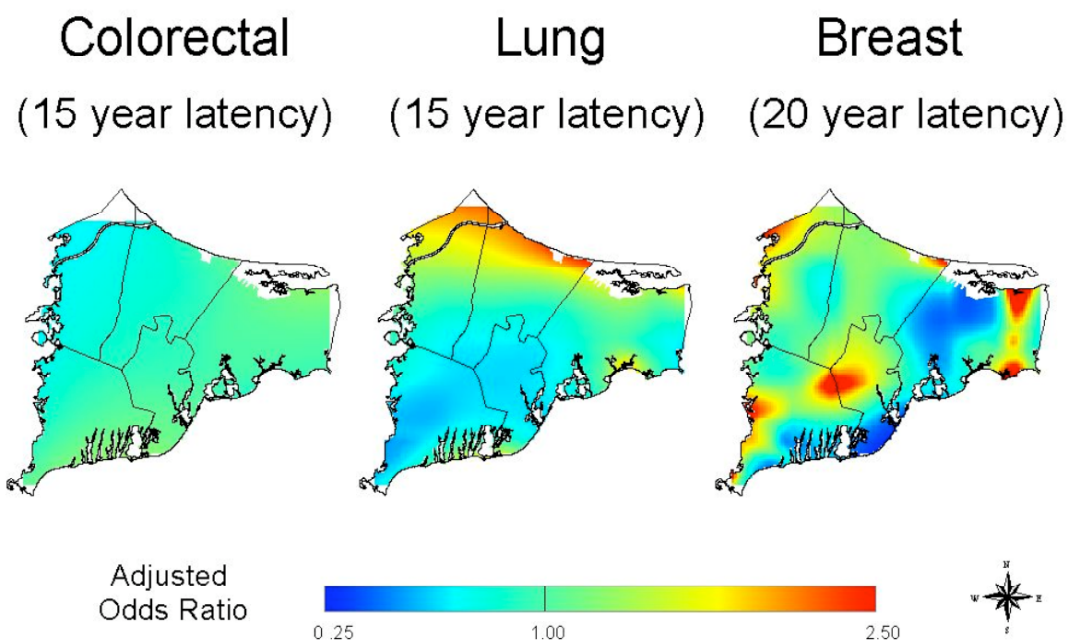 Colorectal
(15 year latency)
Lung
(15 year latency)
Breast
(20 year latency)
Adjusted
Odds Ratio
0.25
1.00
2.50
N
W
E
S